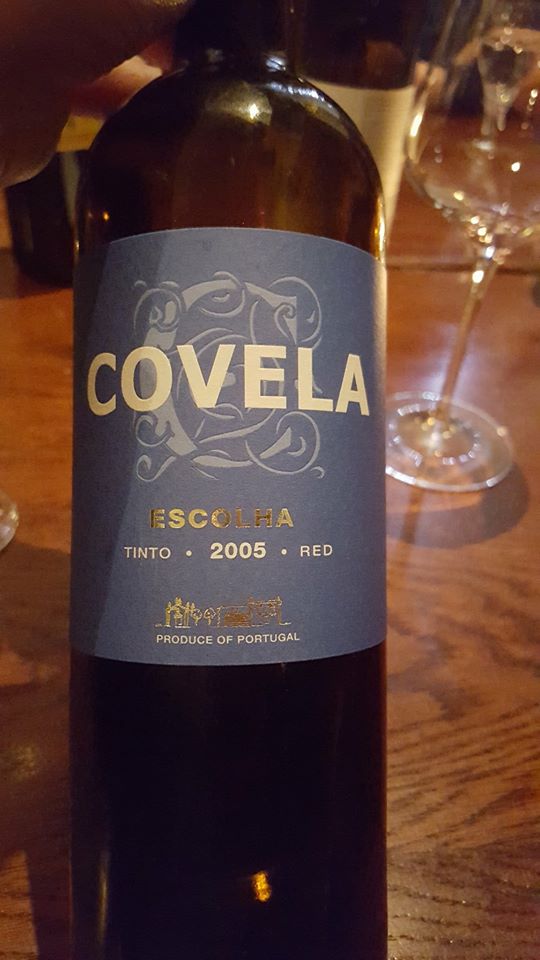 COVELA
ESCOLHA
TINTO • 2005 • RED
PRODUCE OF PORTUGAL